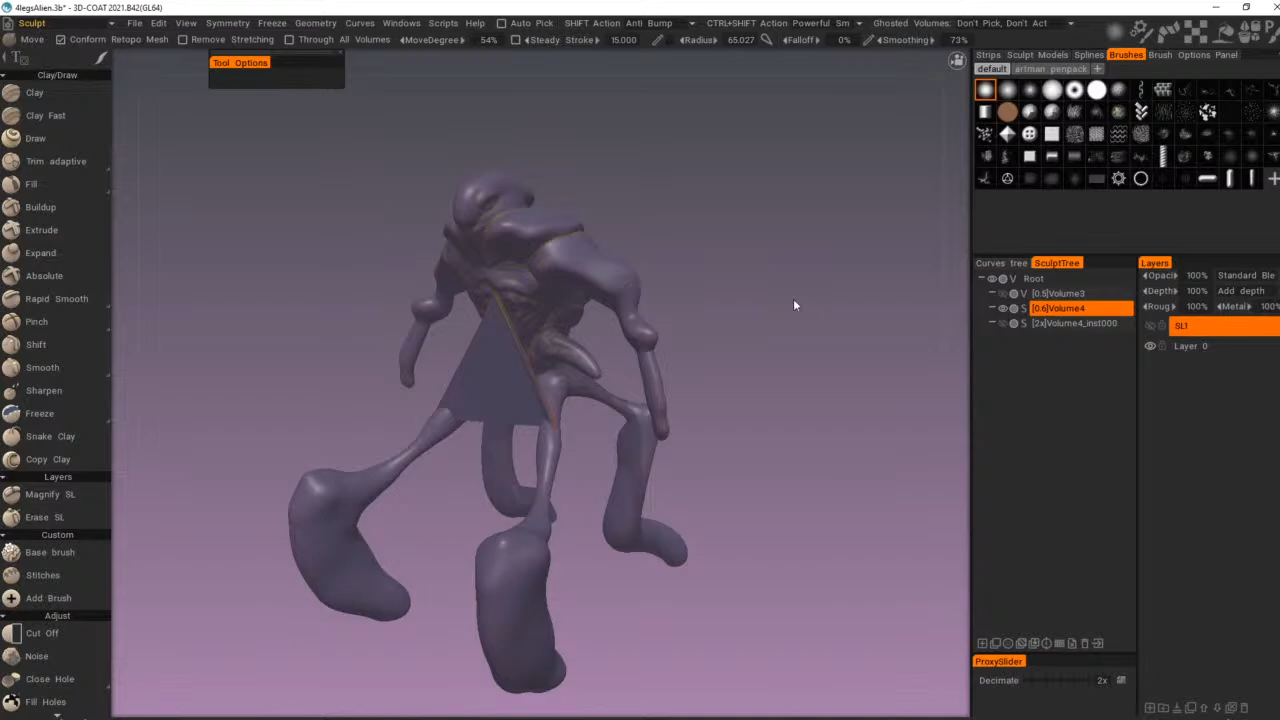 4legsAlien.3b* - 3D-COAT 2021.B42(GL64)
Sculpt File Edit View Symmetry Freeze Geometry Curves Windows Scripts Help Auto Pick SHIFT Action Anti Bump CTRL+SHIFT Action Powerful Sm Ghosted Volumes: Don't Pick, Don't Act
Move Conform Retopo Mesh Remove Stretching Through All Volumes MoveDegree 54% Steady Stroke 15.000 Radius 65.027 Falloff 0% Smoothing 73%
Tool Options
Clay/Draw
Clay
Clay Fast
Draw
Trim adaptive
Fill
Buildup
Extrude
Expand
Absolute
Rapid Smooth
Pinch
Shift
Smooth
Sharpen
Freeze
Snake Clay
Copy Clay
Layers
Magnify SL
Erase SL
Custom
Base brush
Stitches
Add Brush
Adjust
Cut Off
Noise
Close Hole
Fill Holes
Strips Sculpt Models Splines Brushes Brush Options Panel
default artman penpack +
Curves tree SculptTree
Root
V [0.5]Volume3
S [0.6]Volume4
S [2x]Volume4_inst000
Layers
Opaci 100% Standard Ble
Depth 100% Add depth
Roug 100% Metal 100%
SL1
Layer 0
ProxySlider
Decimate 2x